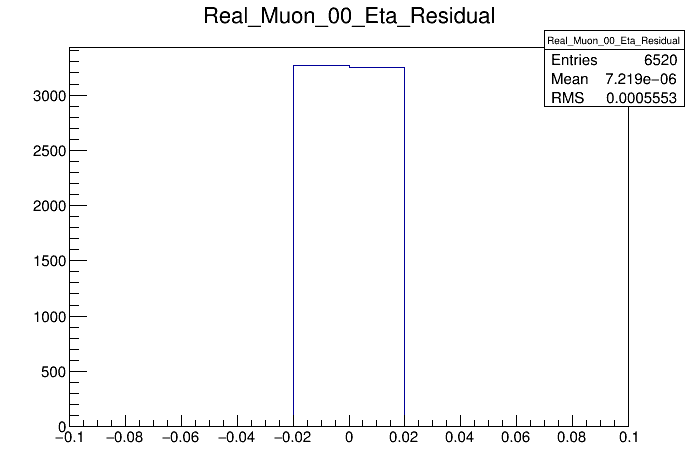 Real_Muon_00_Eta_Residual
Real_Muon_00_Eta_Residual
Entries 6520
Mean 7.219e−06
RMS 0.0005553
3000
2500
2000
1500
1000
500
0
−0.1 −0.08 −0.06 −0.04 −0.02 0 0.02 0.04 0.06 0.08 0.1